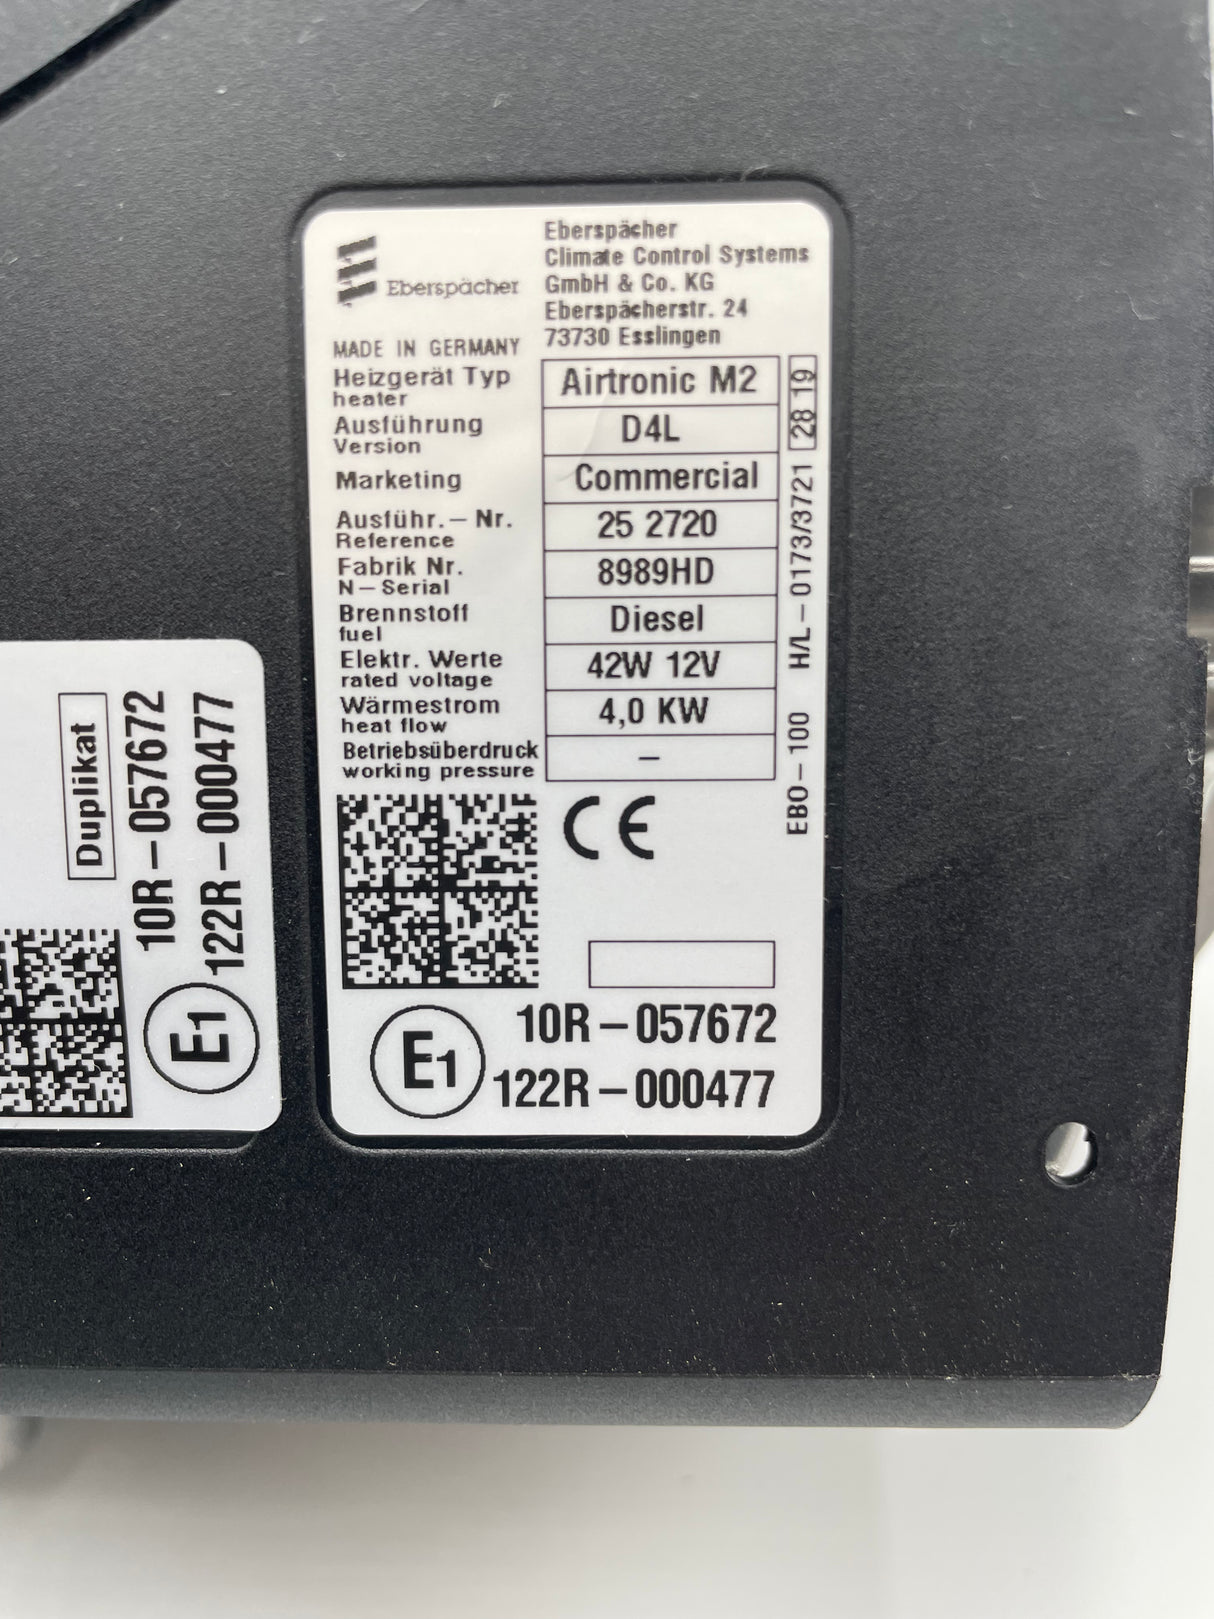 Eberspächer
Eberspächer
Climate Control Systems
GmbH & Co. KG
Eberspächerstr. 24
73730 Esslingen
MADE IN GERMANY
Heizgerät Typ
heater
Airtronic M2
Ausführung
Version
D4L
Marketing
Commercial
Ausführ.-Nr.
Reference
25 2720
Fabrik Nr.
N-Serial
8989HD
Brennstoff
fuel
Diesel
Elektr. Werte
rated voltage
42W 12V
Wärmestrom
heat flow
4,0 KW
Betriebsüberdruck
working pressure
-
28 19
H/L-0173/3721
EBO-100
CE
E1
10R-057672
122R-000477
Duplikat
10R-057672
122R-000477
E1